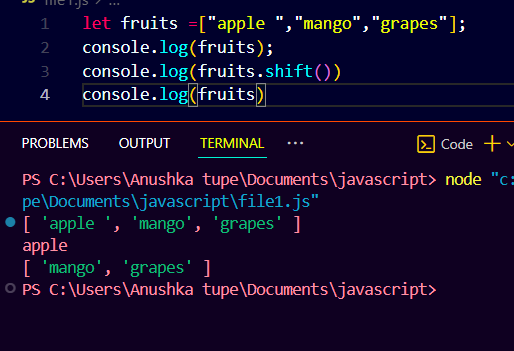 file1.js > ...
1 let fruits =["apple ","mango","grapes"];
2 console.log(fruits);
3 console.log(fruits.shift())
4 console.log(fruits)
PROBLEMS OUTPUT TERMINAL ··· Code
PS C:\Users\Anushka tupe\Documents\javascript> node "c:
pe\Documents\javascript\file1.js"
[ 'apple ', 'mango', 'grapes' ]
apple
[ 'mango', 'grapes' ]
PS C:\Users\Anushka tupe\Documents\javascript>